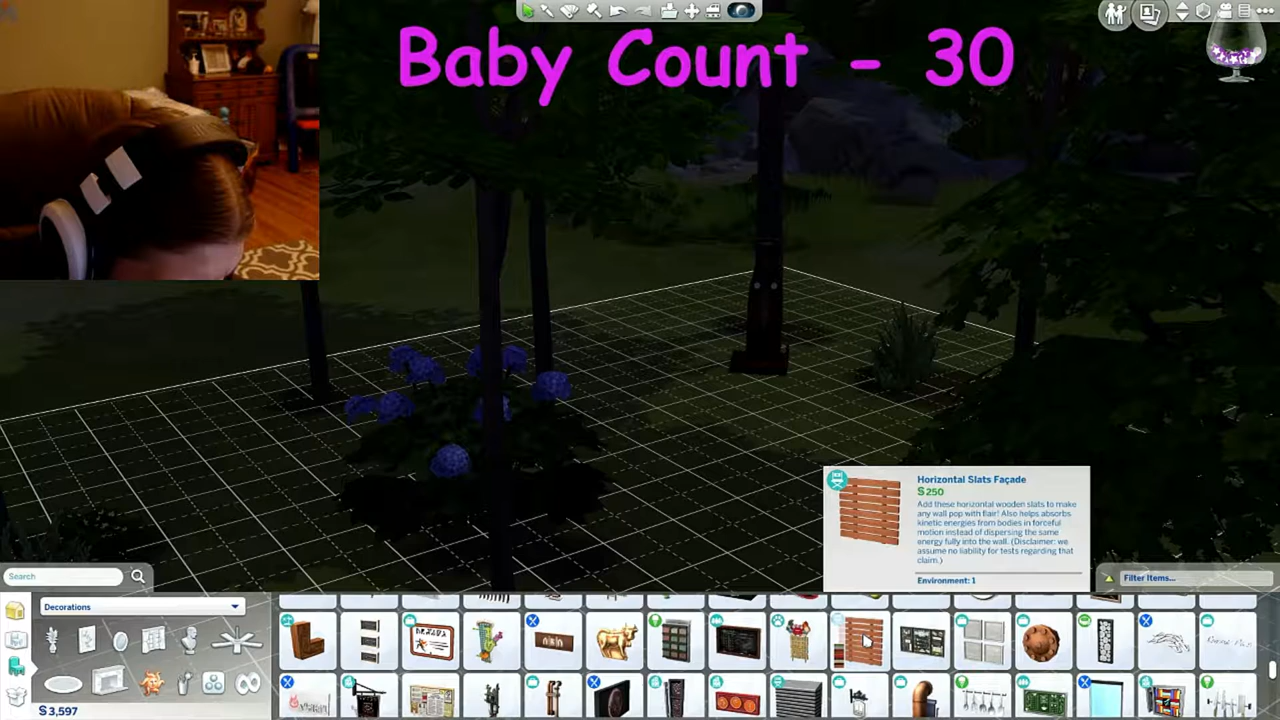 Baby Count - 30
Horizontal Slats Façade
§250
Add these horizontal wooden slats to make
any wall pop with flair! Also helps absorbs
kinetic energies from bodies in forceful
motion instead of dispersing the same
energy fully into the wall. (Disclaimer: we
assume no liability for tests regarding that
claim.)
Environment: 1
Search
Filter Items...
Decorations
§3,597